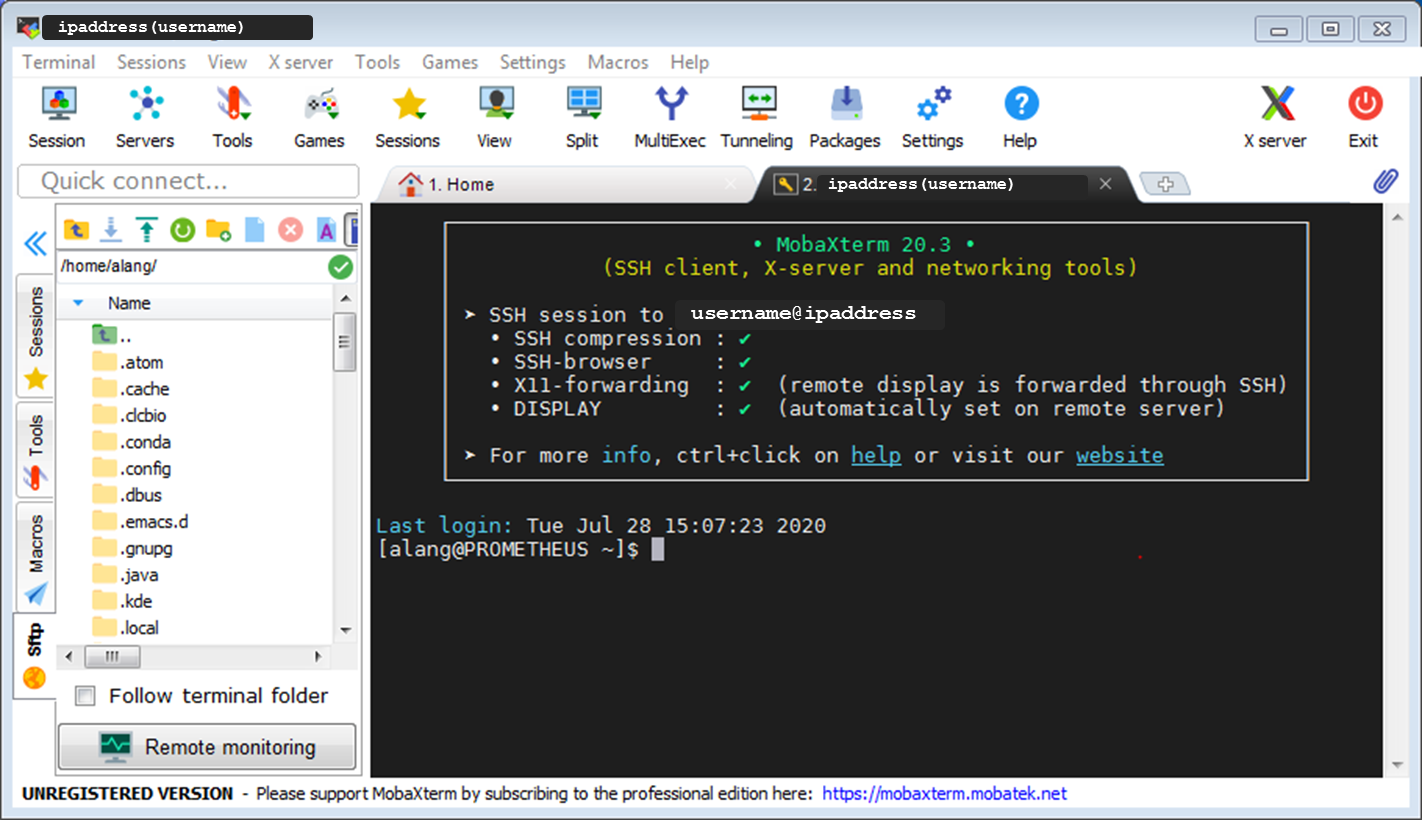 ipaddress(username)
Terminal Sessions View X server Tools Games Settings Macros Help
Session Servers Tools Games Sessions View Split MultiExec Tunneling Packages Settings Help X server Exit
Quick connect...
1. Home
2. ipaddress(username)
/home/alang/
Name
..
.atom
.cache
.clcbio
.conda
.config
.dbus
.emacs.d
.gnupg
.java
.kde
.local
Sessions
Tools
Macros
Sftp
Follow terminal folder
Remote monitoring
• MobaXterm 20.3 •
(SSH client, X-server and networking tools)
➤ SSH session to username@ipaddress
• SSH compression : ✔
• SSH-browser : ✔
• X11-forwarding : ✔ (remote display is forwarded through SSH)
• DISPLAY : ✔ (automatically set on remote server)
➤ For more info, ctrl+click on help or visit our website
Last login: Tue Jul 28 15:07:23 2020
[alang@PROMETHEUS ~]$
UNREGISTERED VERSION - Please support MobaXterm by subscribing to the professional edition here: https://mobaxterm.mobatek.net